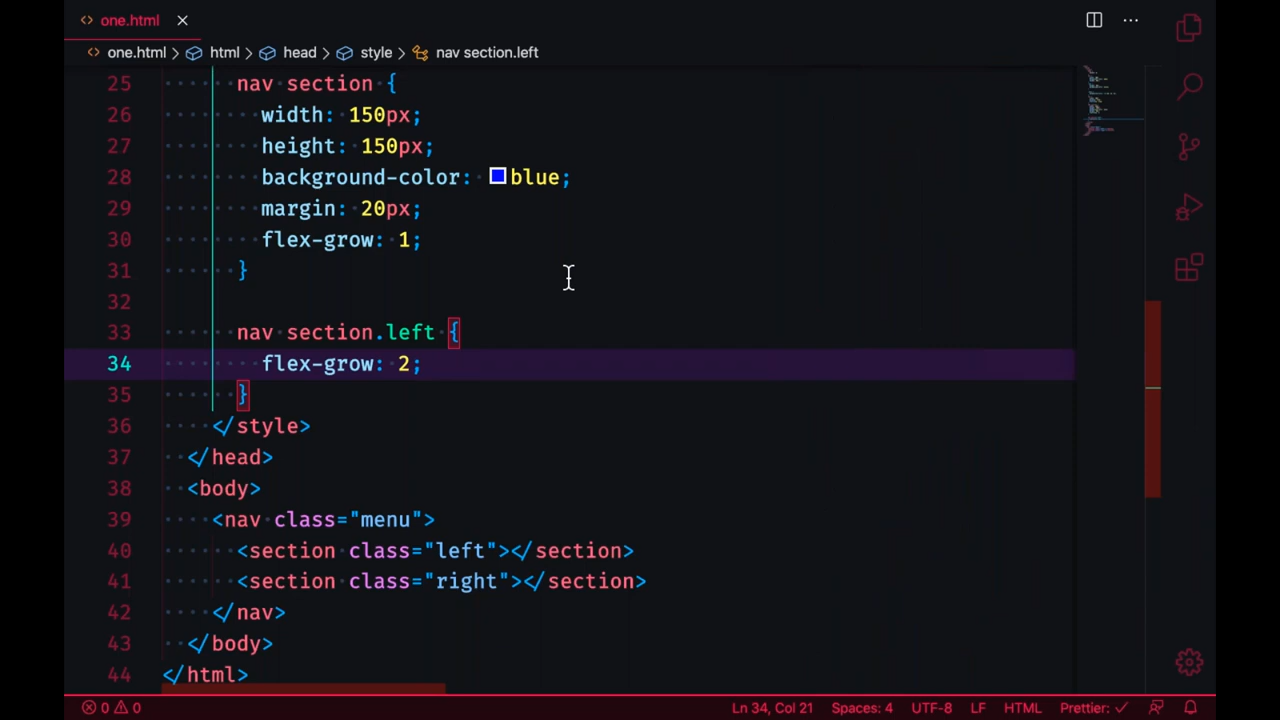 one.html
one.html > html > head > style > nav section.left
25 nav section {
26 width: 150px;
27 height: 150px;
28 background-color: blue;
29 margin: 20px;
30 flex-grow: 1;
31 }
32
33 nav section.left {
34 flex-grow: 2;
35 }
36 </style>
37 </head>
38 <body>
39 <nav class="menu">
40 <section class="left"></section>
41 <section class="right"></section>
42 </nav>
43 </body>
44 </html>
0 0 Ln 34, Col 21 Spaces: 4 UTF-8 LF HTML Prettier: ✓